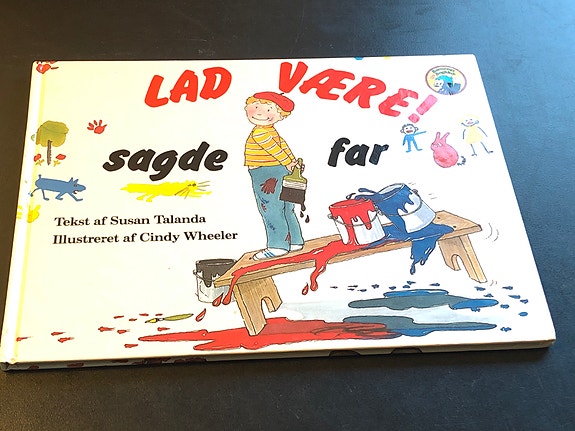 LAD VÆRE!
sagde far
Tekst af Susan Talanda
Illustreret af Cindy Wheeler